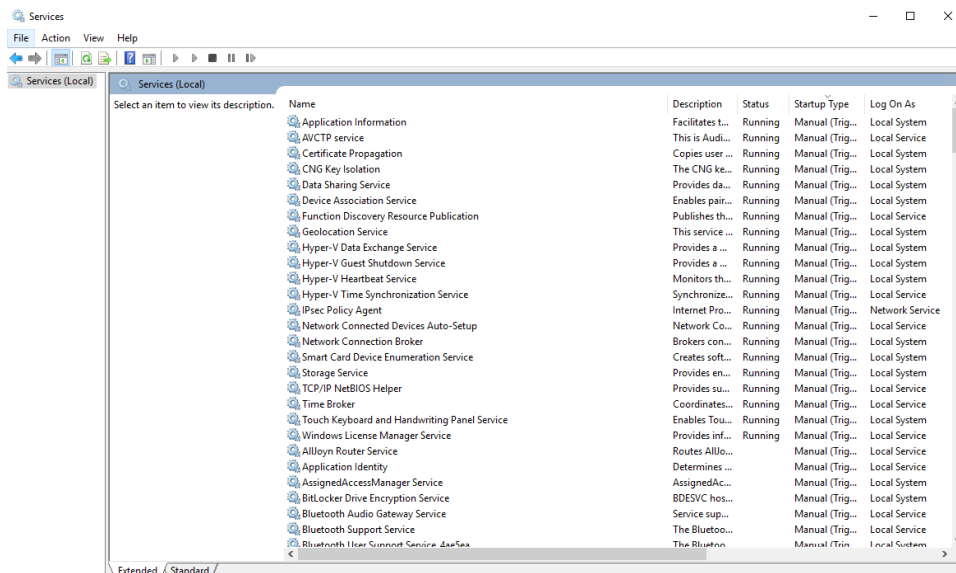 Services
File Action View Help
Services (Local)
Services (Local)
Select an item to view its description.
Name Description Status Startup Type Log On As
Application Information Facilitates t... Running Manual (Trig... Local System
AVCTP service This is Audi... Running Manual (Trig... Local Service
Certificate Propagation Copies user ... Running Manual (Trig... Local System
CNG Key Isolation The CNG ke... Running Manual (Trig... Local System
Data Sharing Service Provides da... Running Manual (Trig... Local System
Device Association Service Enables pair... Running Manual (Trig... Local System
Function Discovery Resource Publication Publishes th... Running Manual (Trig... Local Service
Geolocation Service This service ... Running Manual (Trig... Local System
Hyper-V Data Exchange Service Provides a ... Running Manual (Trig... Local System
Hyper-V Guest Shutdown Service Provides a ... Running Manual (Trig... Local System
Hyper-V Heartbeat Service Monitors th... Running Manual (Trig... Local System
Hyper-V Time Synchronization Service Synchronize... Running Manual (Trig... Local Service
IPsec Policy Agent Internet Pro... Running Manual (Trig... Network Service
Network Connected Devices Auto-Setup Network Co... Running Manual (Trig... Local Service
Network Connection Broker Brokers con... Running Manual (Trig... Local System
Smart Card Device Enumeration Service Creates soft... Running Manual (Trig... Local System
Storage Service Provides en... Running Manual (Trig... Local System
TCP/IP NetBIOS Helper Provides su... Running Manual (Trig... Local Service
Time Broker Coordinates... Running Manual (Trig... Local Service
Touch Keyboard and Handwriting Panel Service Enables Tou... Running Manual (Trig... Local System
Windows License Manager Service Provides inf... Running Manual (Trig... Local Service
AllJoyn Router Service Routes AllJo... Manual (Trig... Local Service
Application Identity Determines ... Manual (Trig... Local Service
AssignedAccessManager Service AssignedAc... Manual (Trig... Local System
BitLocker Drive Encryption Service BDESVC hos... Manual (Trig... Local System
Bluetooth Audio Gateway Service Service sup... Manual (Trig... Local Service
Bluetooth Support Service The Bluetoo... Manual (Trig... Local Service
Bluetooth User Support Service_4ae5ea The Bluetoo... Manual (Trig... Local System
Extended Standard